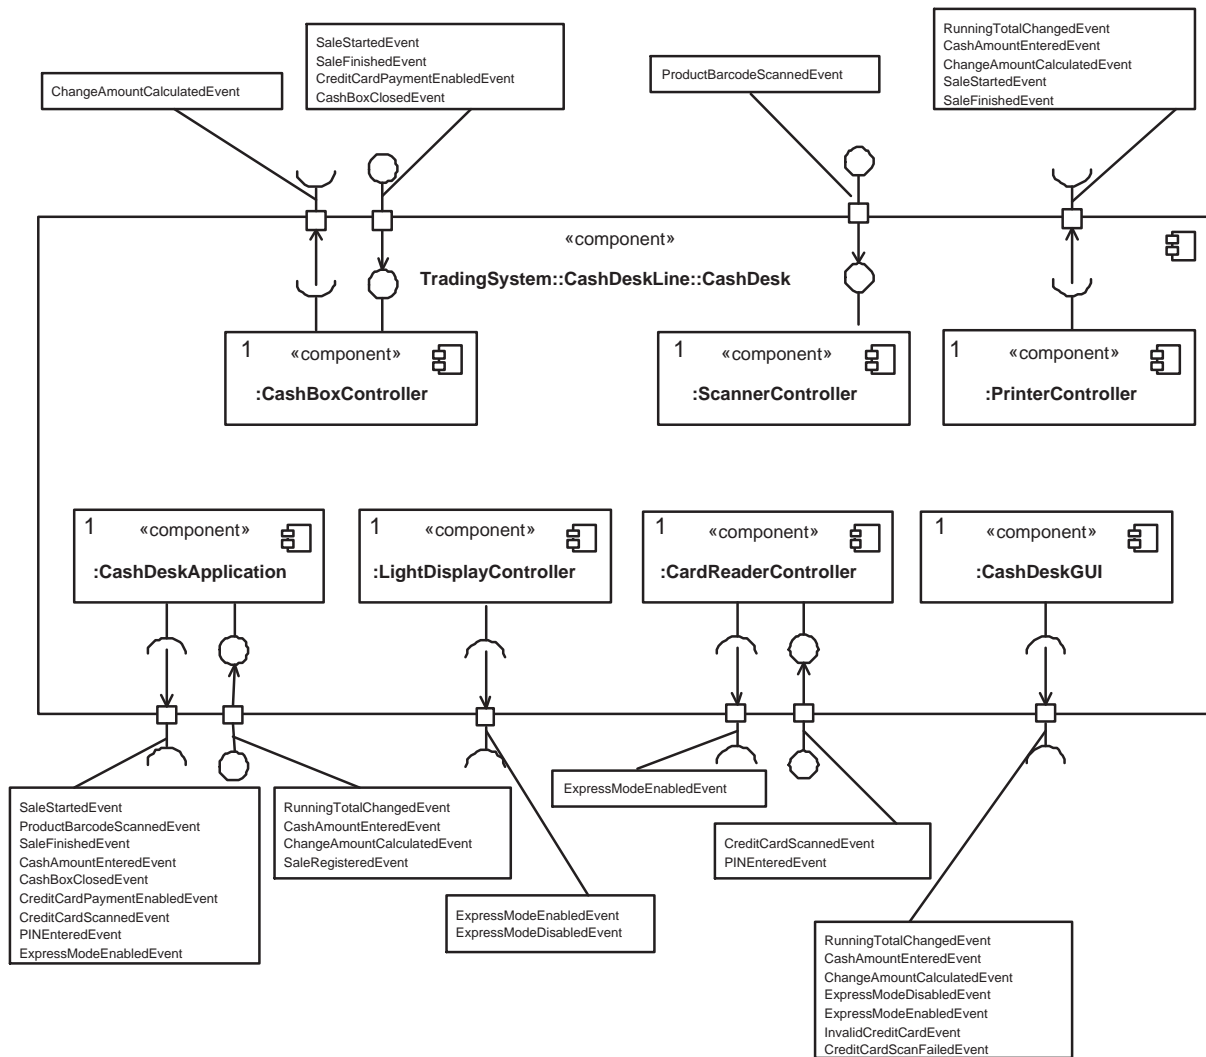 ChangeAmountCalculatedEvent
SaleStartedEvent
SaleFinishedEvent
CreditCardPaymentEnabledEvent
CashBoxClosedEvent
ProductBarcodeScannedEvent
RunningTotalChangedEvent
CashAmountEnteredEvent
ChangeAmountCalculatedEvent
SaleStartedEvent
SaleFinishedEvent
«component»
TradingSystem::CashDeskLine::CashDesk
1 «component»
:CashBoxController
1 «component»
:ScannerController
1 «component»
:PrinterController
1 «component»
:CashDeskApplication
1 «component»
:LightDisplayController
1 «component»
:CardReaderController
1 «component»
:CashDeskGUI
SaleStartedEvent
ProductBarcodeScannedEvent
SaleFinishedEvent
CashAmountEnteredEvent
CashBoxClosedEvent
CreditCardPaymentEnabledEvent
CreditCardScannedEvent
PINEnteredEvent
ExpressModeEnabledEvent
RunningTotalChangedEvent
CashAmountEnteredEvent
ChangeAmountCalculatedEvent
SaleRegisteredEvent
ExpressModeEnabledEvent
ExpressModeDisabledEvent
ExpressModeEnabledEvent
CreditCardScannedEvent
PINEnteredEvent
RunningTotalChangedEvent
CashAmountEnteredEvent
ChangeAmountCalculatedEvent
ExpressModeDisabledEvent
ExpressModeEnabledEvent
InvalidCreditCardEvent
CreditCardScanFailedEvent